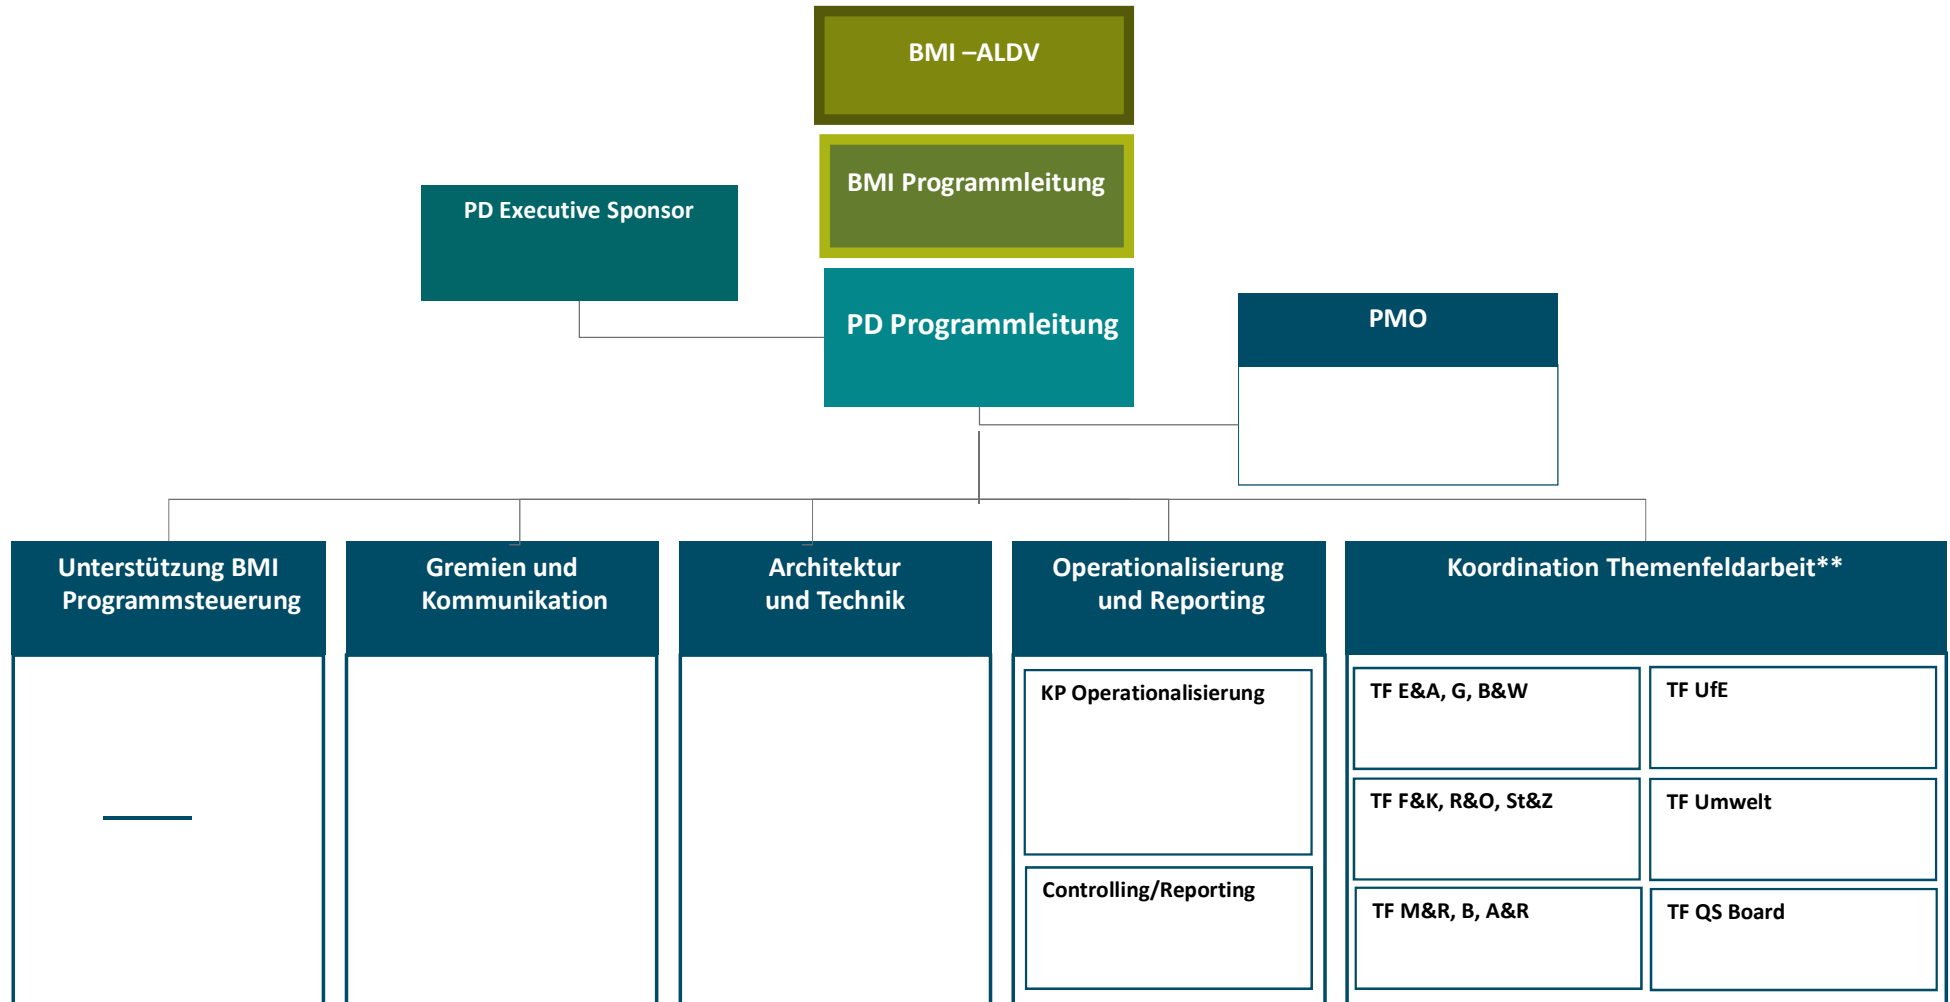 BMI –ALDV
BMI Programmleitung
PD Executive Sponsor
PD Programmleitung
PMO
Unterstützung BMI
Programmsteuerung
Gremien und
Kommunikation
Architektur
und Technik
Operationalisierung
und Reporting
Koordination Themenfeldarbeit**
KP Operationalisierung
Controlling/Reporting
TF E&A, G, B&W
TF UfE
TF F&K, R&O, St&Z
TF Umwelt
TF M&R, B, A&R
TF QS Board